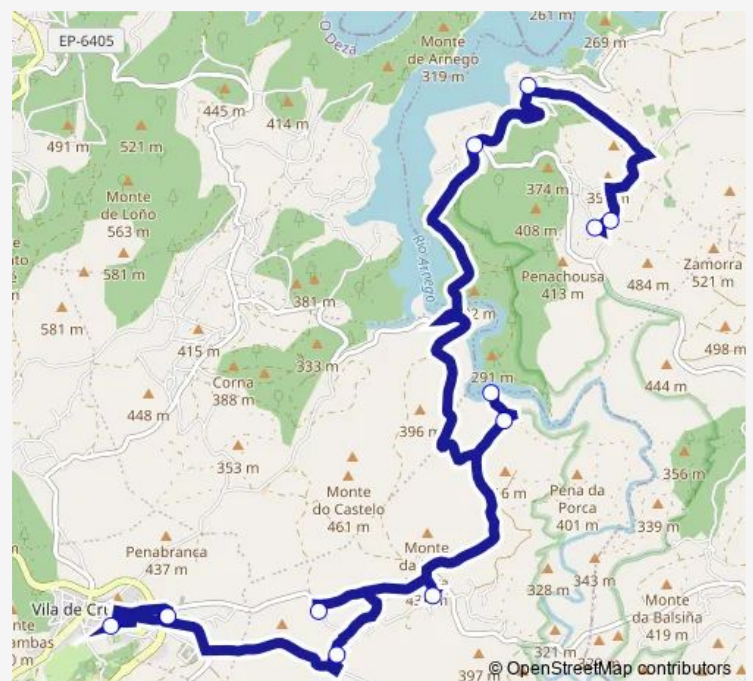 261 m
269 m
EP-6405
O Deza
Monte
de Arnego
319 m
445 m
414 m
491 m
521 m
374 m
Monte
de Loño
563 m
408 m
Río Arnego
581 m
Penachousa
413 m
Zamorra
521 m
484 m
381 m
581 m
415 m
333 m
498 m
Corna
388 m
291 m
444 m
448 m
396 m
353 m
356 m
Monte
do Castelo
461 m
Pena da
Porca
401 m
339 m
Penabranca
437 m
Monte
da
328 m
343 m
Vila de Cru
Monte
da Balsiña
419 m
321 m
397 m
© OpenStreetMap contributors